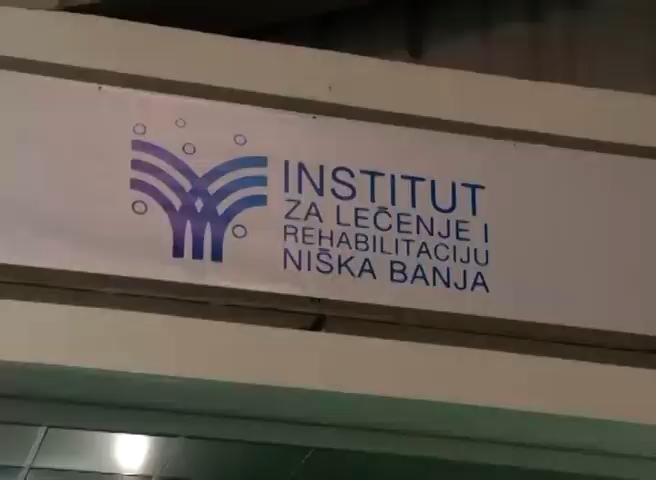 INSTITUT
ZA LEČENJE I
REHABILITACIJU
NIŠKA BANJA